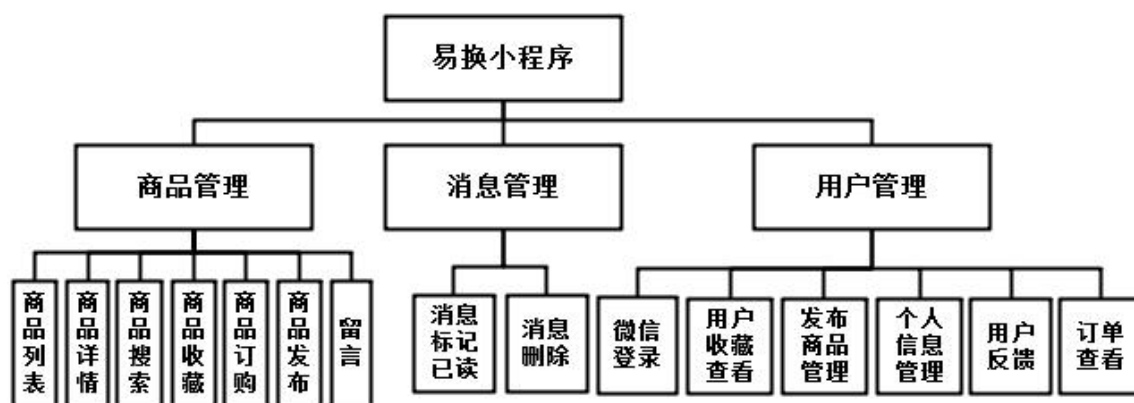 易换小程序
商品管理
消息管理
用户管理
商品列表
商品详情
商品搜索
商品收藏
商品订购
商品发布
留言
消息
标记
已读
消息
删除
微信
登录
用户
收藏
查看
发布
商品
管理
个人
信息
管理
用户
反馈
订单
查看